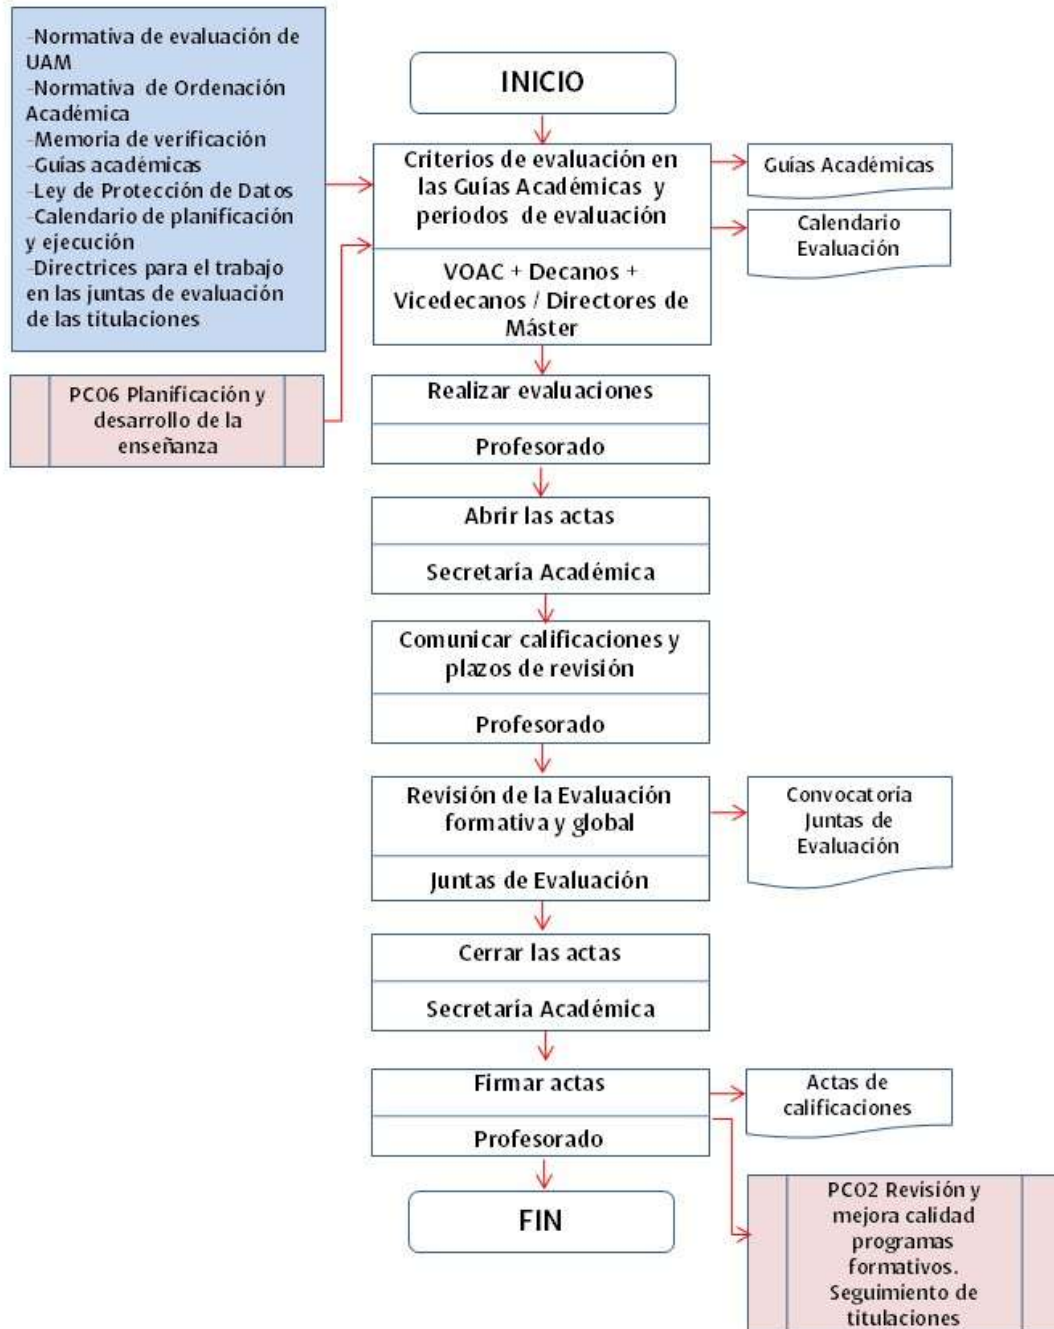 -Normativa de evaluación de
UAM
-Normativa de Ordenación
Académica
-Memoria de verificación
-Guías académicas
-Ley de Protección de Datos
-Calendario de planificación
y ejecución
-Directrices para el trabajo
en las juntas de evaluación
de las titulaciones
PC06 Planificación y
desarrollo de la
enseñanza
INICIO
Criterios de evaluación en
las Guías Académicas y
periodos de evaluación
VOAC + Decanos +
Vicedecanos / Directores de
Máster
Guías Académicas
Calendario
Evaluación
Realizar evaluaciones
Profesorado
Abrir las actas
Secretaría Académica
Comunicar calificaciones y
plazos de revisión
Profesorado
Revisión de la Evaluación
formativa y global
Juntas de Evaluación
Convocatoria
Juntas de
Evaluación
Cerrar las actas
Secretaría Académica
Firmar actas
Profesorado
Actas de
calificaciones
FIN
PC02 Revisión y
mejora calidad
programas
formativos.
Seguimiento de
titulaciones